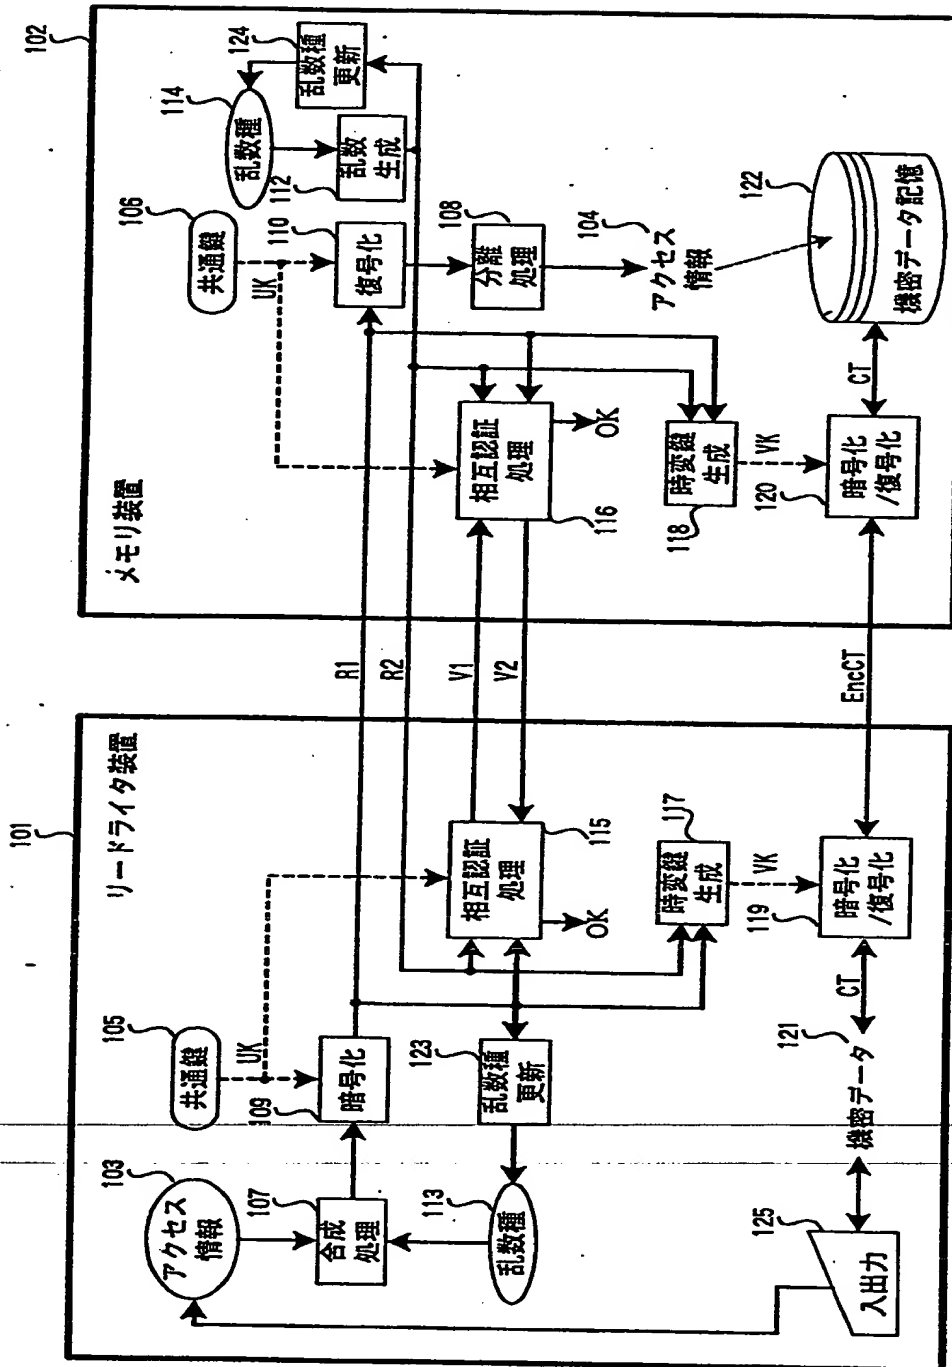 101
リードライタ装置
103
アクセス
情報
105
共通鍵
UK
107
合成
処理
109
暗号化
113
乱数種
123
乱数種
更新
115
相互認証
処理
OK
117
時変鍵
生成
VK
119
暗号化
/復号化
CT
121
機密データ
125
入出力
R1
R2
V1
V2
EncCT
102
メモリ装置
106
共通鍵
UK
110
復号化
114
乱数種
124
乱数種
更新
112
乱数
生成
108
分離
処理
104
アクセス
情報
相互認証
処理
116
OK
時変鍵
生成
118
VK
暗号化
/復号化
120
CT
122
機密データ記憶